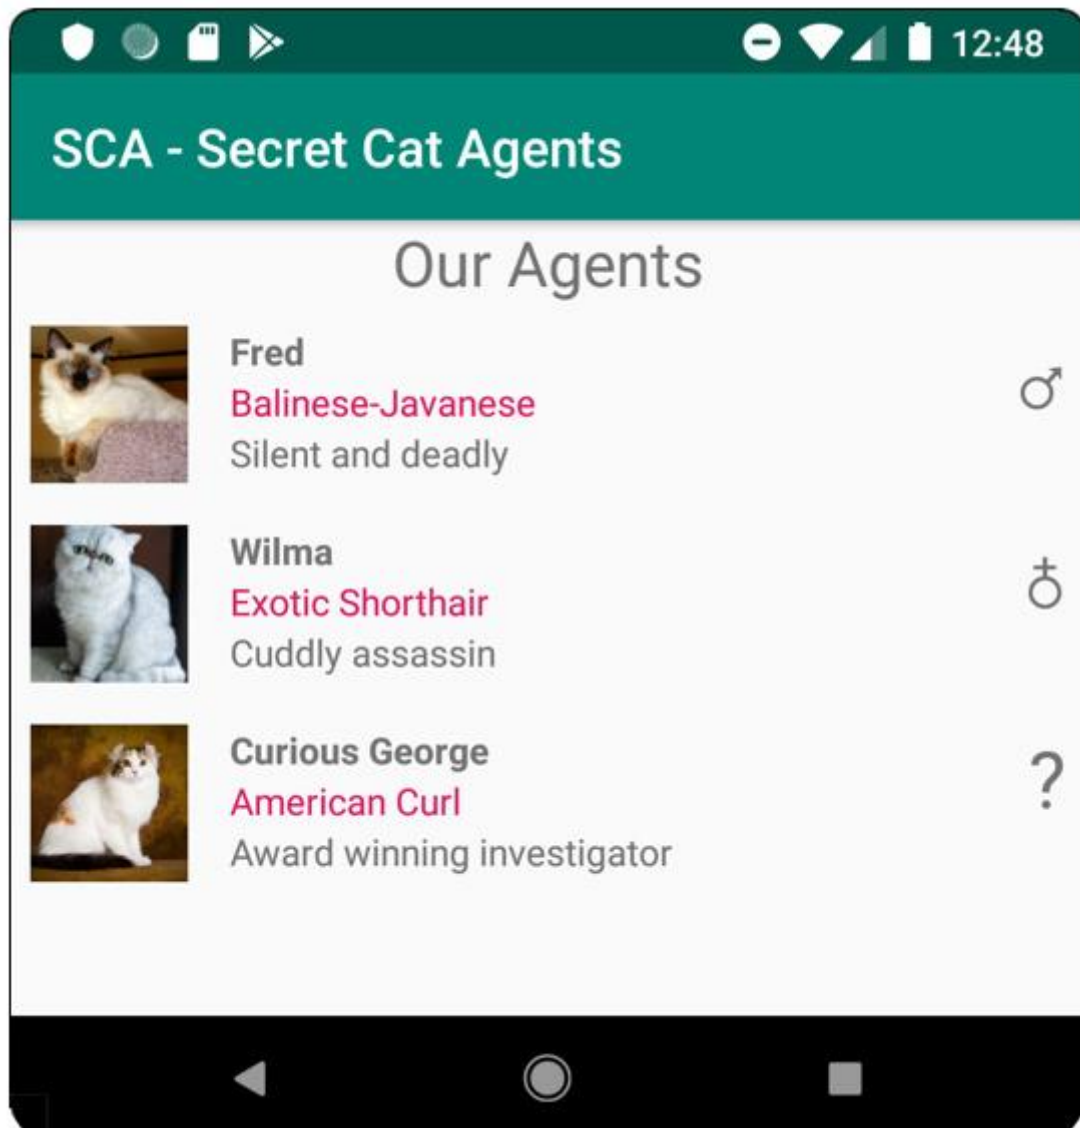 12:48
SCA - Secret Cat Agents
Our Agents
Fred
Balinese-Javanese
Silent and deadly
♂
Wilma
Exotic Shorthair
Cuddly assassin
♁
Curious George
American Curl
Award winning investigator
?